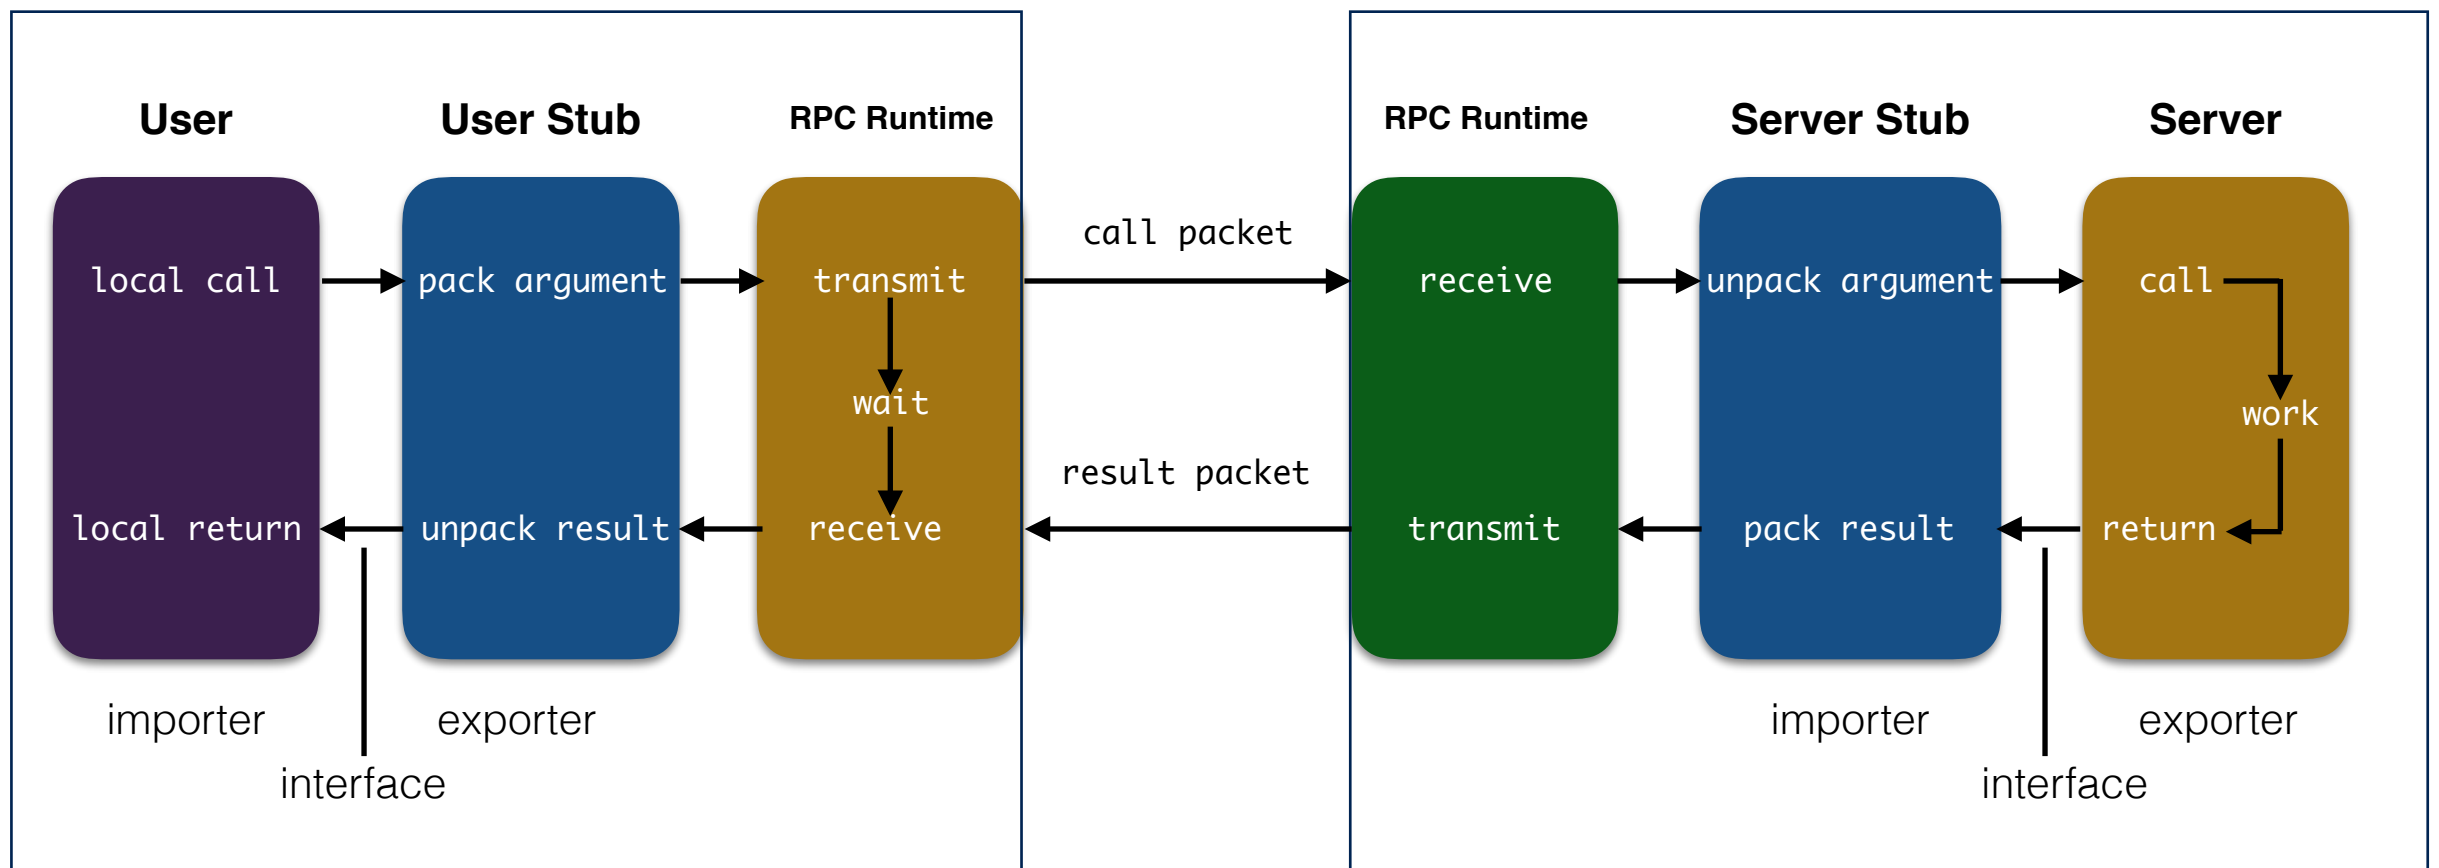 User
User Stub
RPC Runtime
RPC Runtime
Server Stub
Server
call packet
local call
pack argument
transmit
receive
unpack argument
call
wait
work
result packet
local return
unpack result
receive
transmit
pack result
return
importer
exporter
importer
exporter
interface
interface